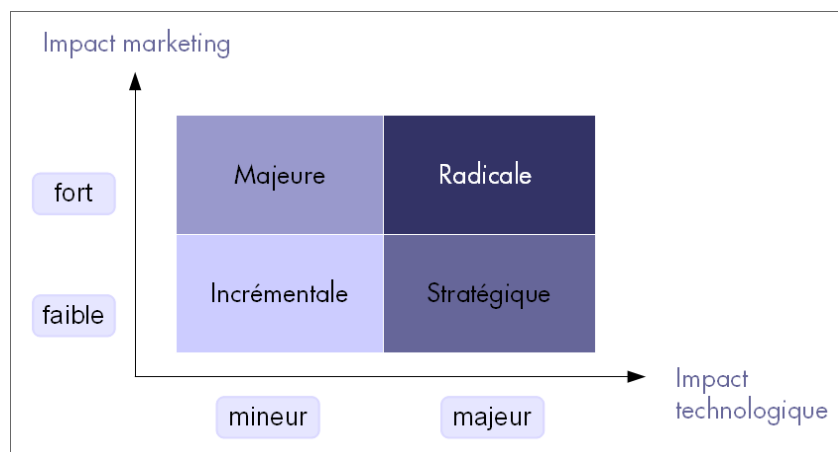 Impact marketing
Majeure
Radicale
fort
Incrémentale
Stratégique
faible
Impact
technologique
mineur
majeur